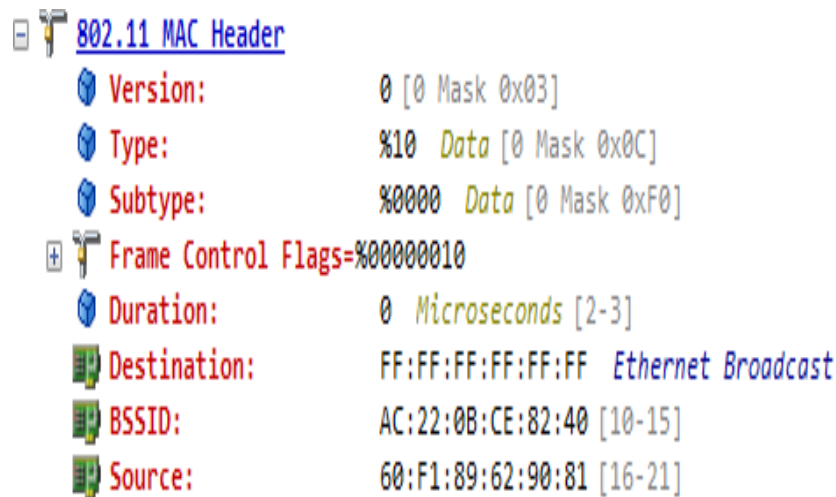 802.11 MAC Header
Version: 0 [0 Mask 0x03]
Type: %10 Data [0 Mask 0x0C]
Subtype: %0000 Data [0 Mask 0xF0]
Frame Control Flags=%00000010
Duration: 0 Microseconds [2-3]
Destination: FF:FF:FF:FF:FF:FF Ethernet Broadcast
BSSID: AC:22:0B:CE:82:40 [10-15]
Source: 60:F1:89:62:90:81 [16-21]